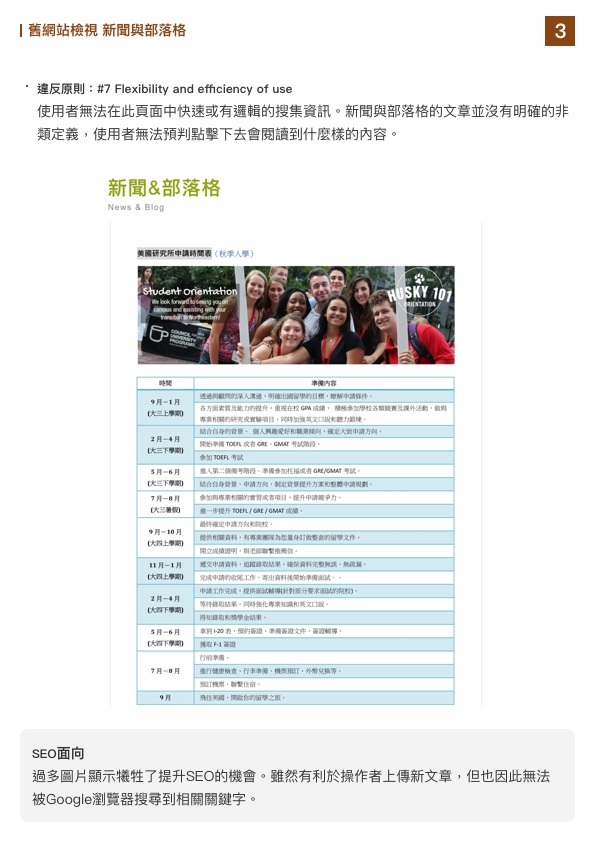 舊網站檢視 新聞與部落格
3
· 違反原則：#7 Flexibility and efficiency of use
使用者無法在此頁面中快速或有邏輯的搜集資訊。新聞與部落格的文章並沒有明確的非
類定義，使用者無法預判點擊下去會閱讀到什麼樣的內容。
新聞&部落格
News & Blog
美國研究所申請時間表（秋季入學）
Student Orientation
We look forward to seeing you on
campus and assisting with your
transition to Northeastern!
COUNCIL
UNIVERSITY
PROGRAMS
HUSKY 101
ORIENTATION
時間 準備內容
9 月－1 月
(大三上學期)
透過與顧問的深入溝通，明確出國留學的目標，瞭解申請條件。
各方面素質及能力的提升，重視在校 GPA 成績， 積極參加學校各類競賽及課外活動，做與
專業相關的研究或實驗項目，同時加強英文口說和聽力鍛煉。
2 月－4 月
(大三下學期)
結合自身的背景， 個人興趣愛好和職業傾向，確定大致申請方向。
開始準備 TOEFL 或者 GRE、GMAT 考試階段。
參加 TOEFL 考試
5 月－6 月
(大三下學期)
進入第二個備考階段，準備參加托福或者 GRE/GMAT 考試。
結合自身背景、申請方向，制定背景提升方案和整體申請規劃。
7 月－8 月
(大三暑假)
參加與專業相關的實習或者項目，提升申請競爭力。
進一步提升 TOEFL / GRE / GMAT 成績。
9 月－10 月
(大四上學期)
最終確定申請方向和院校。
提供相關資料，有專業團隊為您量身訂做整套的留學文件。
開立成績證明，與老師聯繫推薦信。
11 月－1 月
(大四上學期)
遞交申請資料，追蹤錄取結果，確保資料完整無誤、無疏漏。
完成申請的收尾工作，寄出資料後開始準備面試。。
2 月－4 月
(大四下學期)
申請工作完成，提供面試輔導(針對部分要求面試的院校)。
等待錄取結果，同時強化專業知識和英文口說。
得知錄取和獎學金結果。
5 月－6 月
(大四下學期)
拿到 I-20 表，預約簽證、準備簽證文件、簽證輔導。
獲取 F-1 簽證
7 月－8 月
行前準備。
進行健康檢查、行李準備、機票預訂、外幣兌換等。
預訂機票、聯繫住宿。
9 月
飛往美國、開啟你的留學之旅。
SEO面向
過多圖片顯示犧牲了提升SEO的機會。雖然有利於操作者上傳新文章，但也因此無法
被Google瀏覽器搜尋到相關關鍵字。